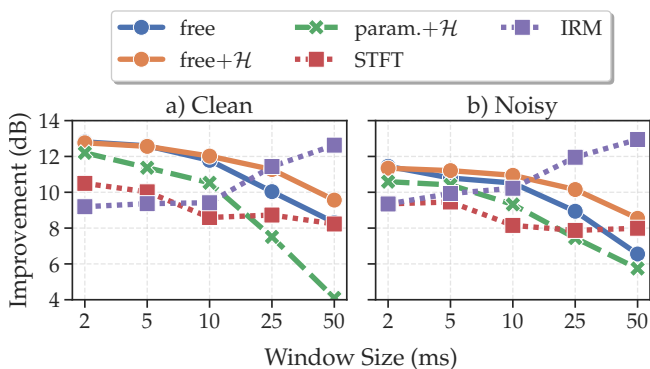 free
param.+ℋ
IRM
free+ℋ
STFT
a) Clean
b) Noisy
Improvement (dB)
14
12
10
8
6
4
2
5
10
25
50
2
5
10
25
50
Window Size (ms)